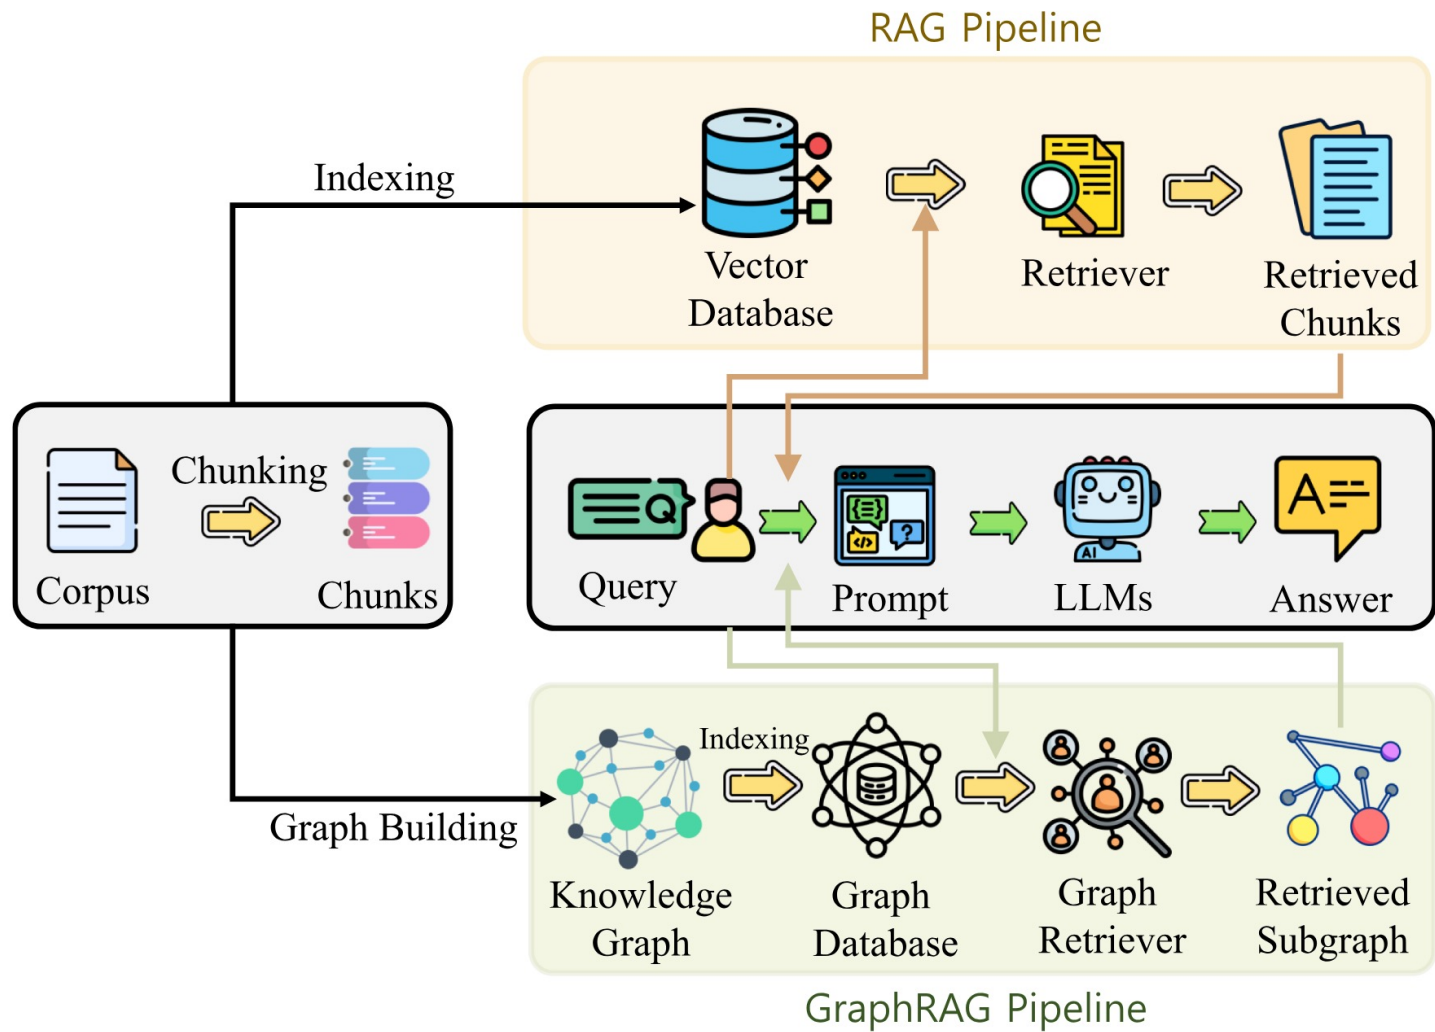 RAG Pipeline
Indexing
Vector
Database
Retriever
Retrieved
Chunks
Chunking
Corpus
Chunks
Q
Query
</>
?
Prompt
AI
LLMs
A
Answer
Indexing
Graph Building
Knowledge
Graph
Graph
Database
Graph
Retriever
Retrieved
Subgraph
GraphRAG Pipeline